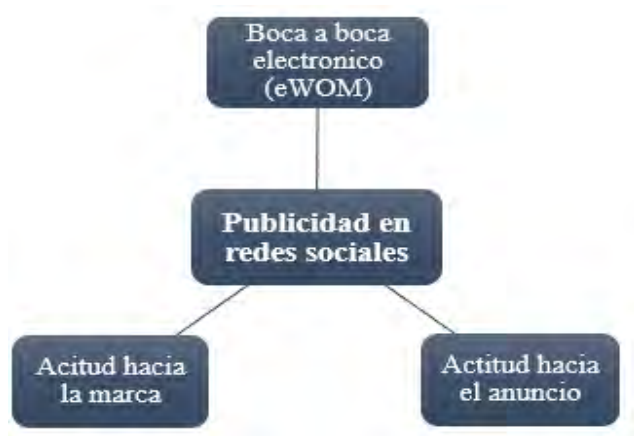 Boca a boca
electronico
(eWOM)
Publicidad en
redes sociales
Acitud hacia
la marca
Actitud hacia
el anuncio